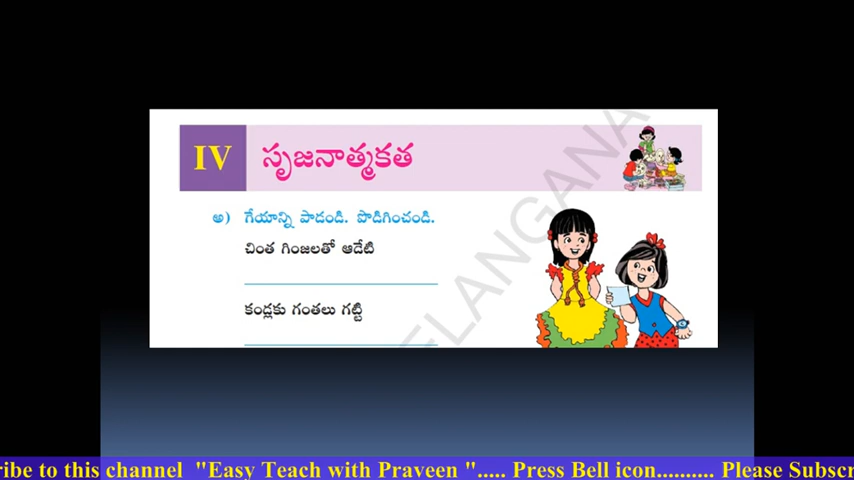 IV సృజనాత్మకత
అ) గేయాన్ని పాడండి. పొడిగించండి.
చింత గింజలతో ఆడేటి
కండ్లకు గంతలు గట్టి
ELANGANA
ribe to this channel "Easy Teach with Praveen "..... Press Bell icon.......... Please Subscr